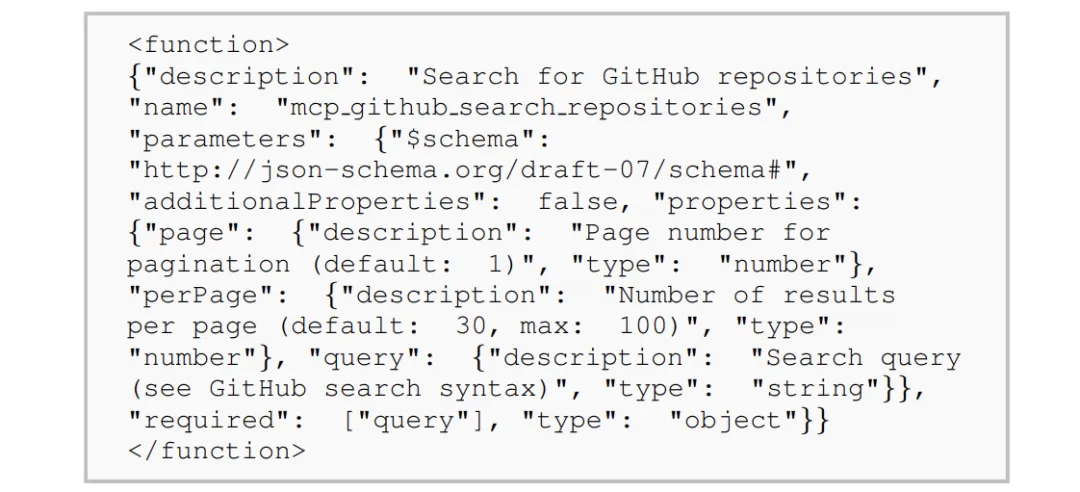 <function>
{"description": "Search for GitHub repositories",
"name": "mcp_github_search_repositories",
"parameters": {"$schema":
"http://json-schema.org/draft-07/schema#",
"additionalProperties": false, "properties":
{"page": {"description": "Page number for
pagination (default: 1)", "type": "number"},
"perPage": {"description": "Number of results
per page (default: 30, max: 100)", "type":
"number"}, "query": {"description": "Search query
(see GitHub search syntax)", "type": "string"}},
"required": ["query"], "type": "object"}}
</function>